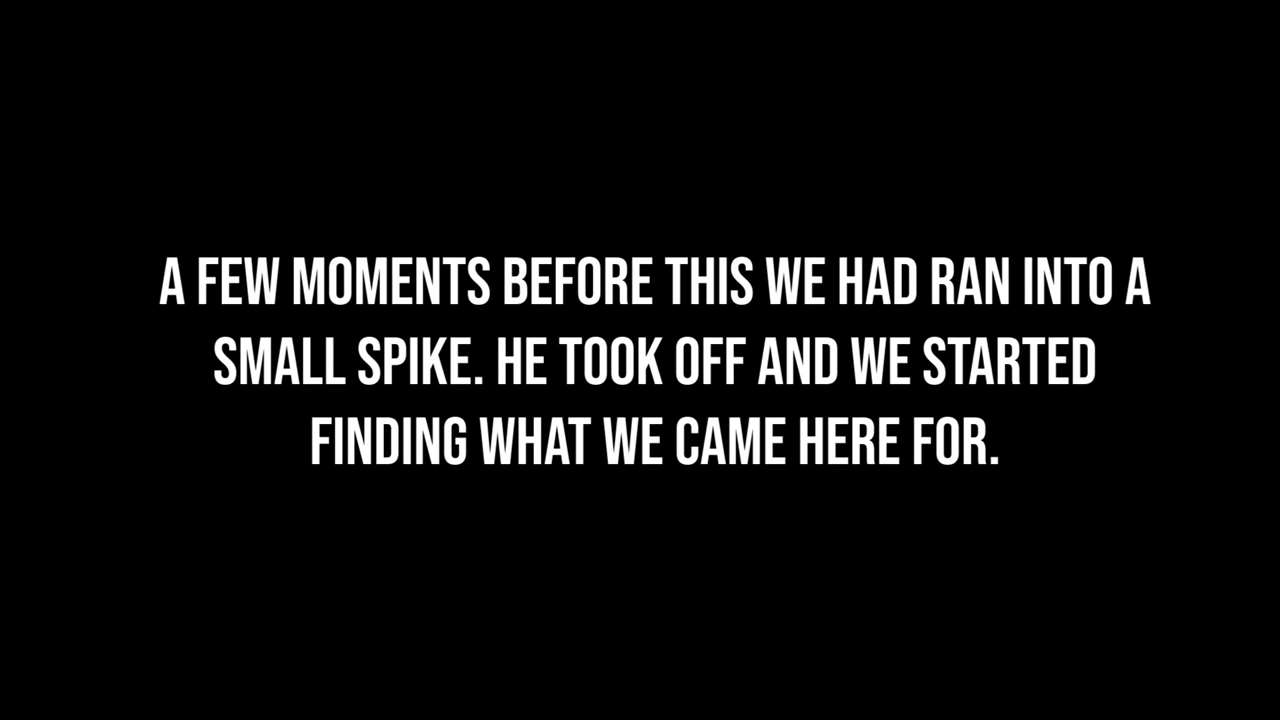 A FEW MOMENTS BEFORE THIS WE HAD RAN INTO A
SMALL SPIKE. HE TOOK OFF AND WE STARTED
FINDING WHAT WE CAME HERE FOR.